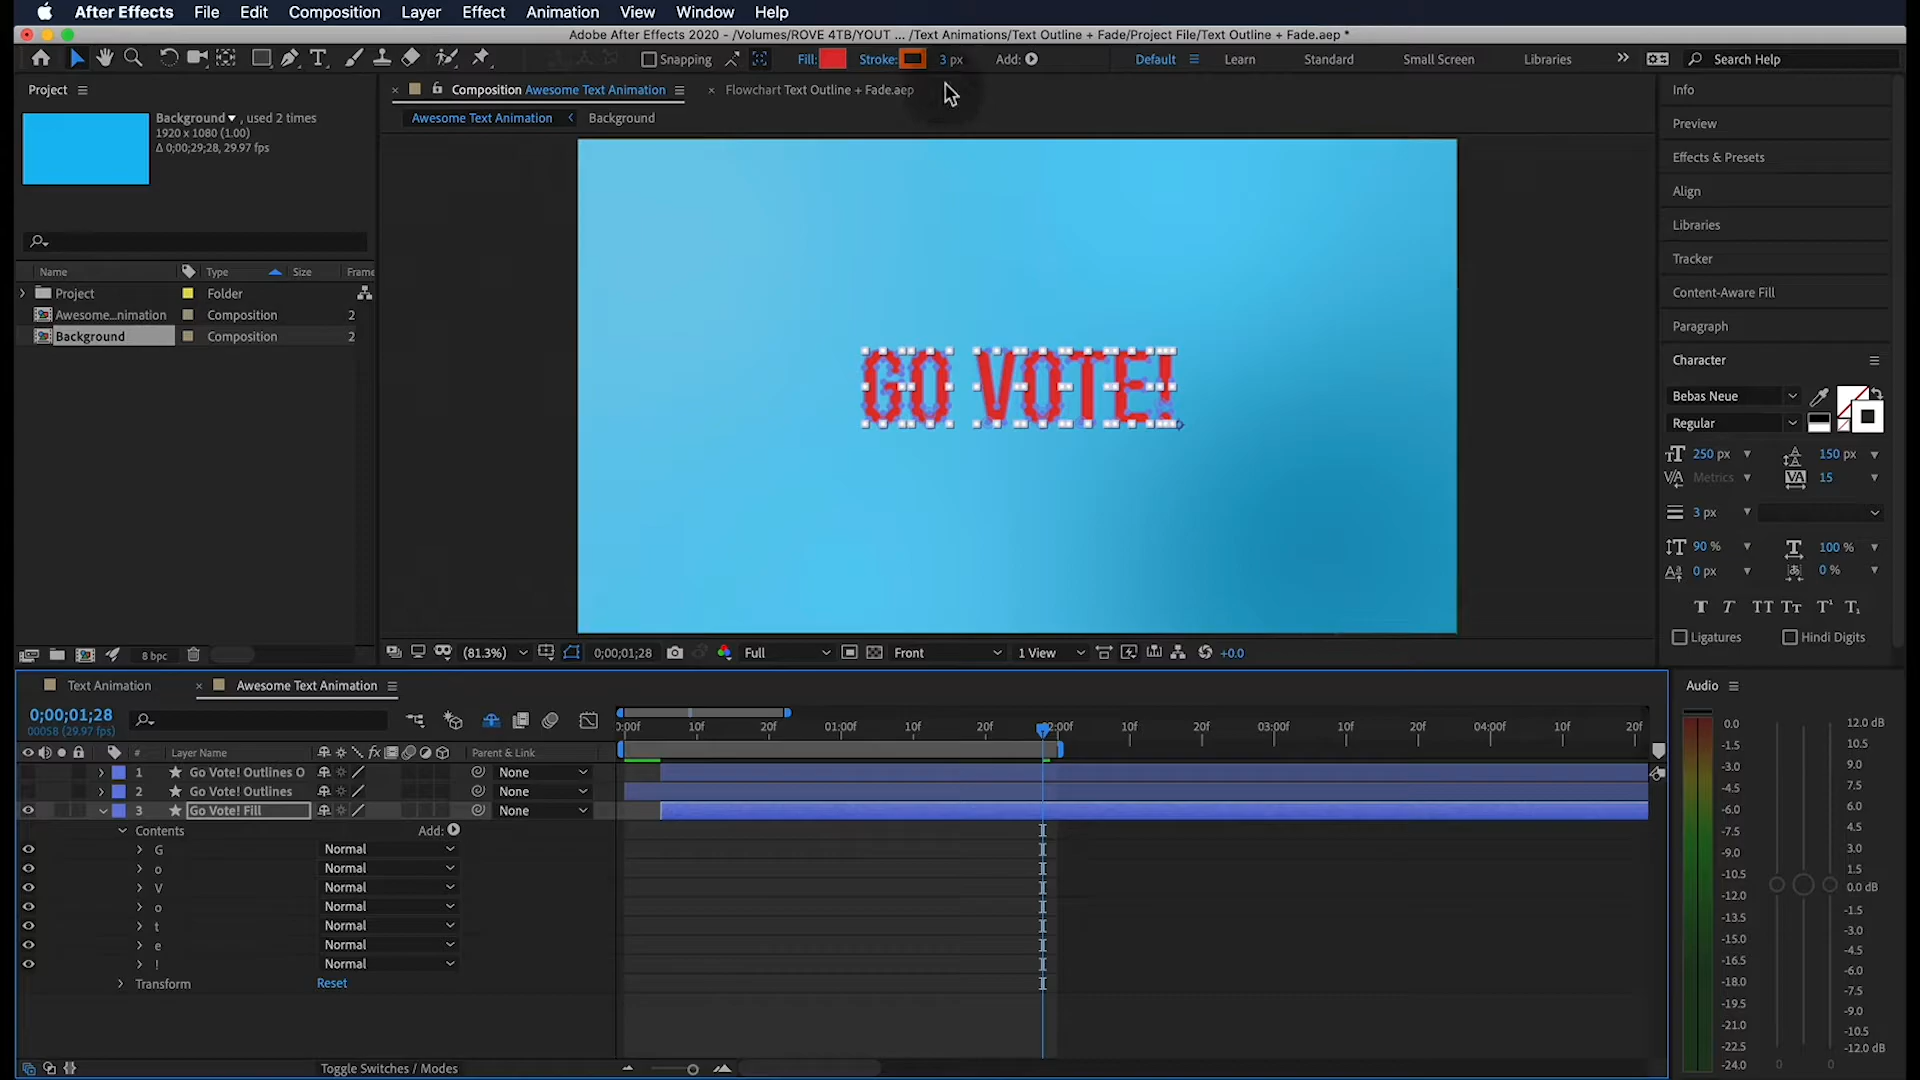 After Effects File Edit Composition Layer Effect Animation View Window Help
Adobe After Effects 2020 - /Volumes/ROVE 4TB/YOUT ... /Text Animations/Text Outline + Fade/Project File/Text Outline + Fade.aep *
Snapping Fill: Stroke: 3 px Add: Default Learn Standard Small Screen Libraries Search Help
Project
Composition Awesome Text Animation Flowchart Text Outline + Fade.aep
Awesome Text Animation Background
Background, used 2 times
1920 x 1080 (1.00)
Δ 0;00;29;28, 29.97 fps
Name Type Size Frame
Project Folder
Awesome...nimation Composition 2
Background Composition 2
8 bpc
GO VOTE!
(81.3%) 0;00;01;28 Full Front 1 View +0.0
Info
Preview
Effects & Presets
Align
Libraries
Tracker
Content-Aware Fill
Paragraph
Character
Bebas Neue
Regular
250 px 150 px
Metrics 15
3 px
90 % 100 %
0 px 0 %
T T TT Tт T¹ T₁
Ligatures Hindi Digits
Text Animation Awesome Text Animation
0;00;01;28
00058 (29.97 fps)
0:00f 10f 20f 01:00f 10f 20f 2:00f 10f 20f 03:00f 10f 20f 04:00f 10f 20f
# Layer Name fx Parent & Link
1 Go Vote! Outlines O None
2 Go Vote! Outlines None
3 Go Vote! Fill None
Contents Add:
G Normal
o Normal
V Normal
o Normal
t Normal
e Normal
! Normal
Transform Reset
Toggle Switches / Modes
Audio
0.0
-1.5
-3.0
-4.5
-6.0
-7.5
-9.0
-10.5
-12.0
-13.5
-15.0
-16.5
-18.0
-19.5
-21.0
-22.5
-24.0
12.0 dB
10.5
9.0
7.5
6.0
4.5
3.0
1.5
0.0 dB
-1.5
-3.0
-4.5
-6.0
-7.5
-9.0
-10.5
-12.0 dB
0 0